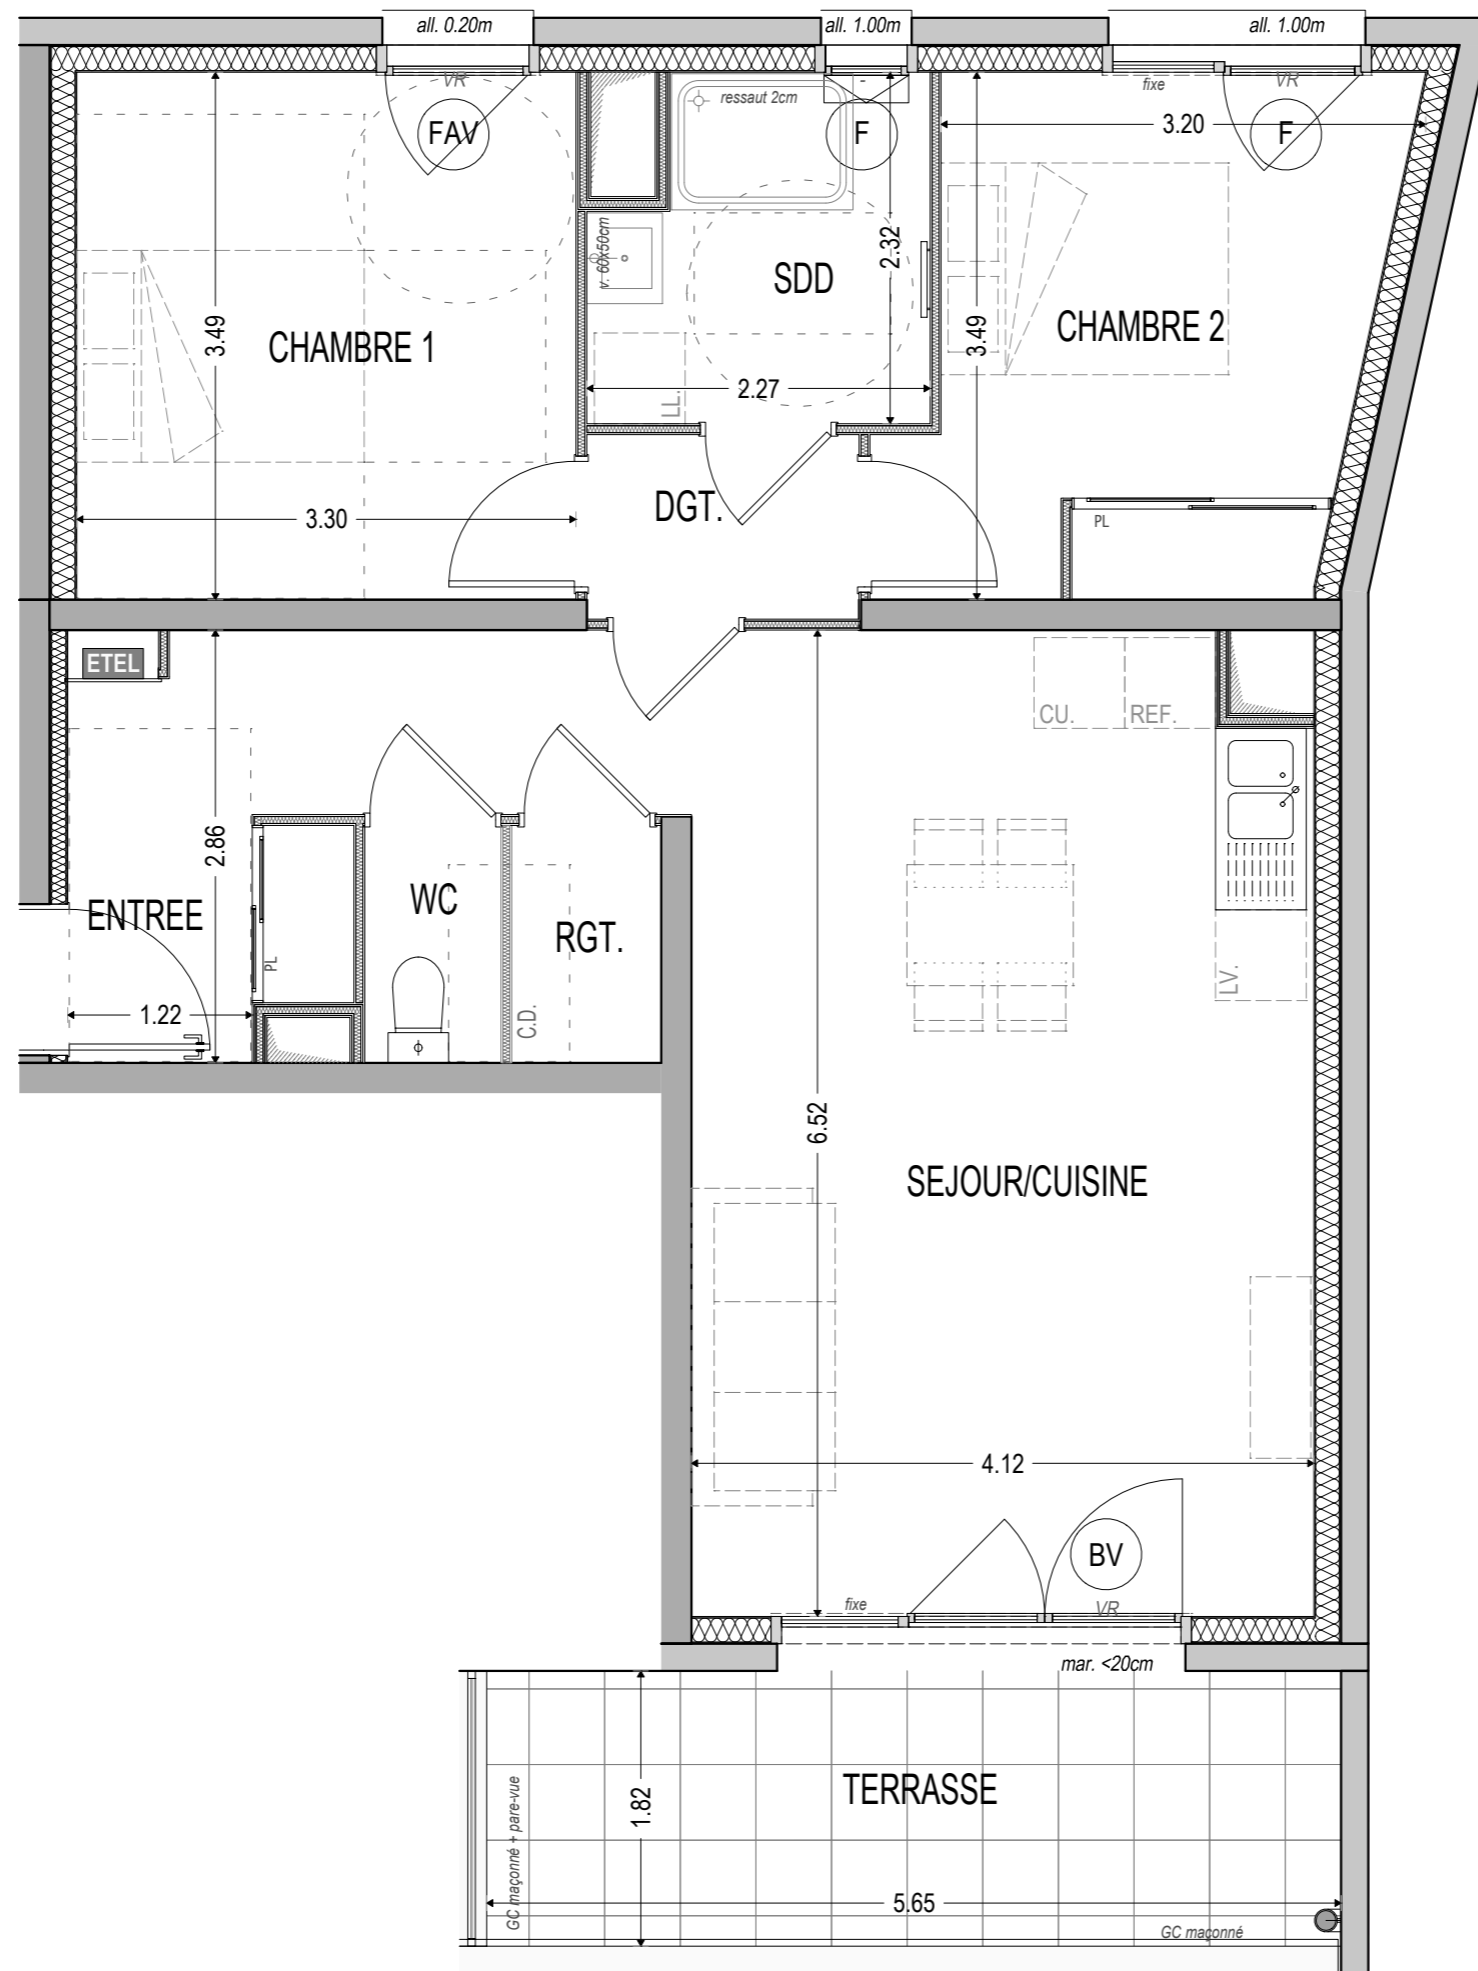 all. 0.20m
all. 1.00m
all. 1.00m
VR
fixe
VR
FAV
ressaut 2cm
F
3.20
F
v. 60x50cm
2.32
SDD
3.49
CHAMBRE 1
3.49
CHAMBRE 2
2.27
LL.
3.30
DGT.
PL
ETEL
CU.
REF.
2.86
WC
ENTREE
RGT.
PL
LV.
1.22
C.D.
6.52
SEJOUR/CUISINE
4.12
BV
fixe
VR
mar. <20cm
TERRASSE
1.82
GC maçonné + pare-vue
5.65
GC maçonné